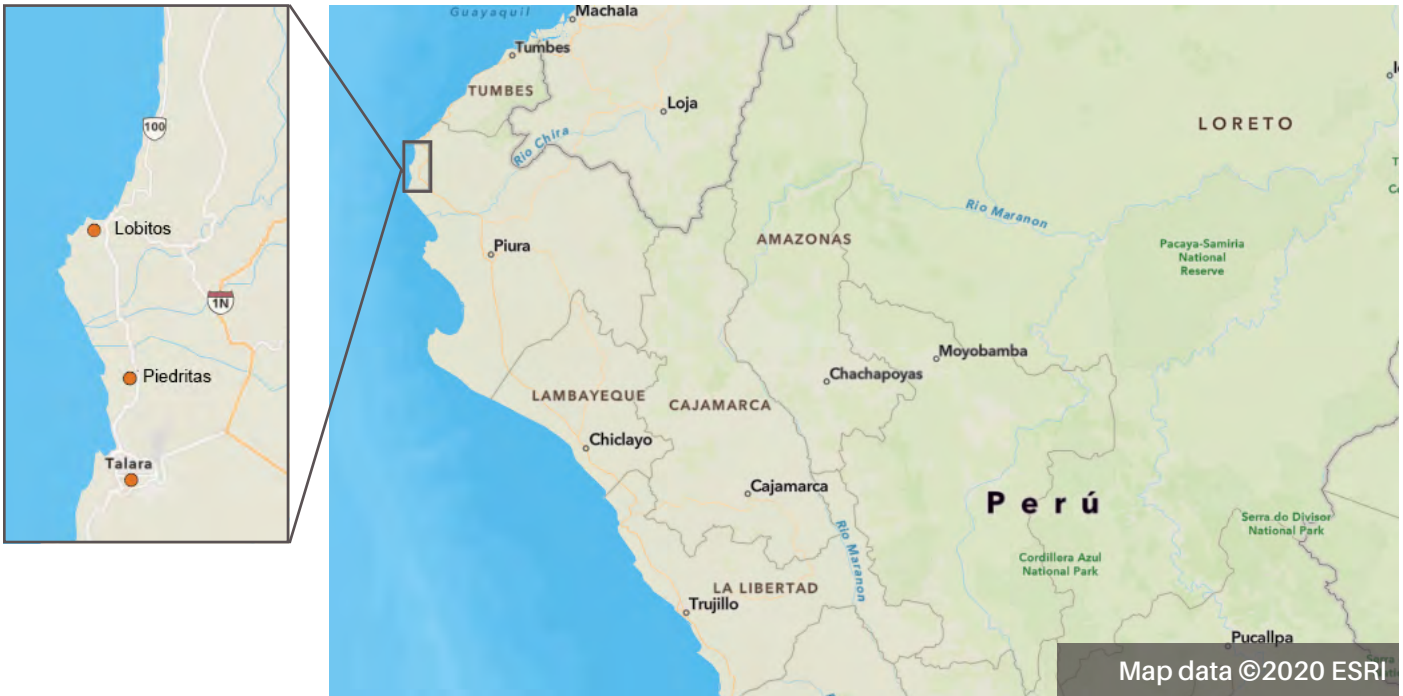 100
Lobitos
1N
Piedritas
Talara
Guayaquil
Machala
Tumbes
TUMBES
Loja
Rio Chira
LORETO
Rio Maranon
Piura
AMAZONAS
Pacaya-Samiria
National
Reserve
Moyobamba
Chachapoyas
LAMBAYEQUE
CAJAMARCA
Chiclayo
Cajamarca
Perú
Serra do Divisor
National Park
Rio Maranon
Cordillera Azul
National Park
LA LIBERTAD
Trujillo
Pucallpa
Map data ©2020 ESRI